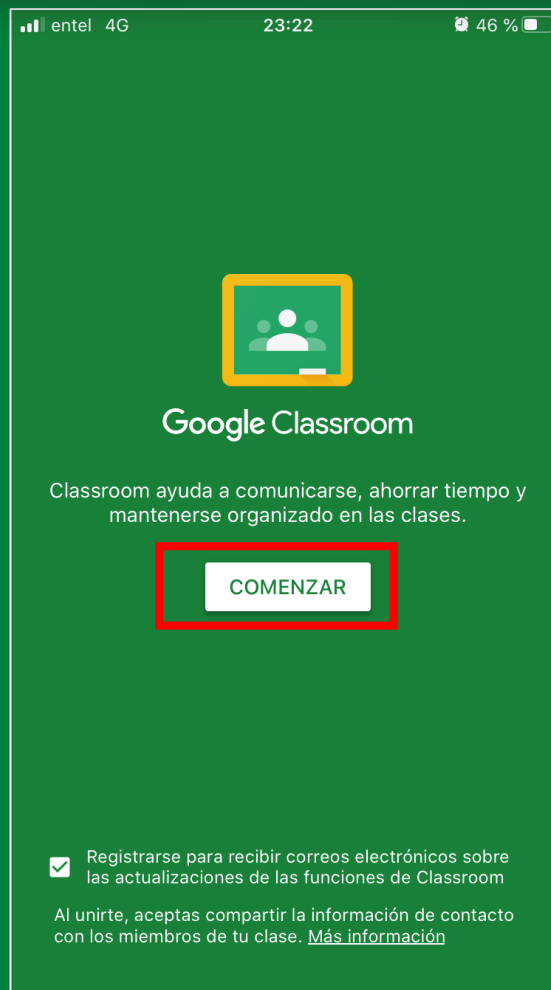 entel 4G 23:22 46 %
Google Classroom
Classroom ayuda a comunicarse, ahorrar tiempo y
mantenerse organizado en las clases.
COMENZAR
Registrarse para recibir correos electrónicos sobre
las actualizaciones de las funciones de Classroom
Al unirte, aceptas compartir la información de contacto
con los miembros de tu clase. Más información